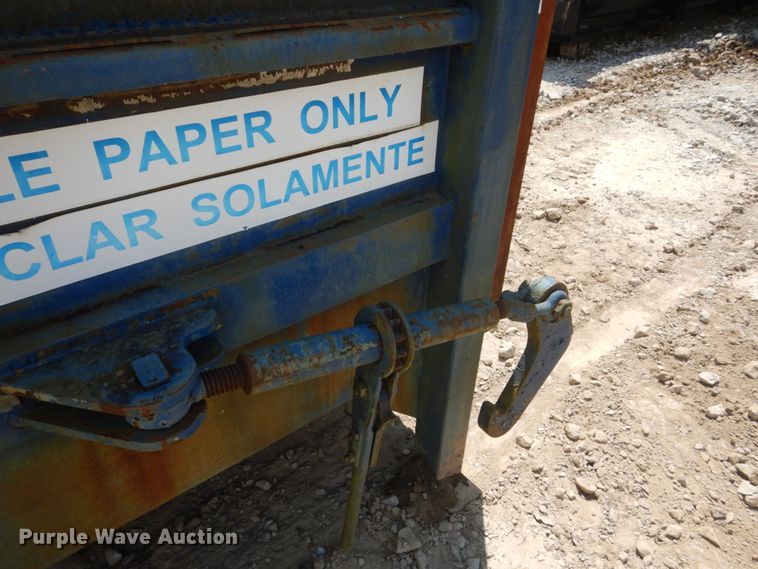 LE PAPER ONLY
CLAR SOLAMENTE
Purple Wave Auction